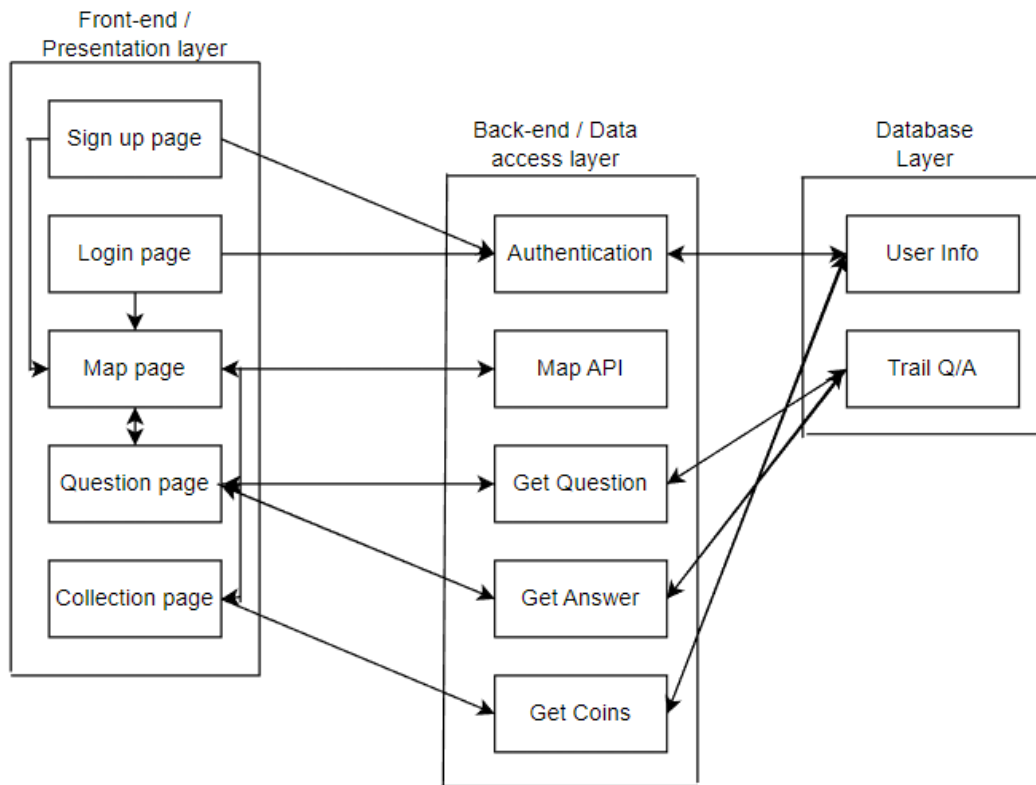 Front-end /
Presentation layer
Sign up page
Login page
Map page
Question page
Collection page
Back-end / Data
access layer
Authentication
Map API
Get Question
Get Answer
Get Coins
Database
Layer
User Info
Trail Q/A